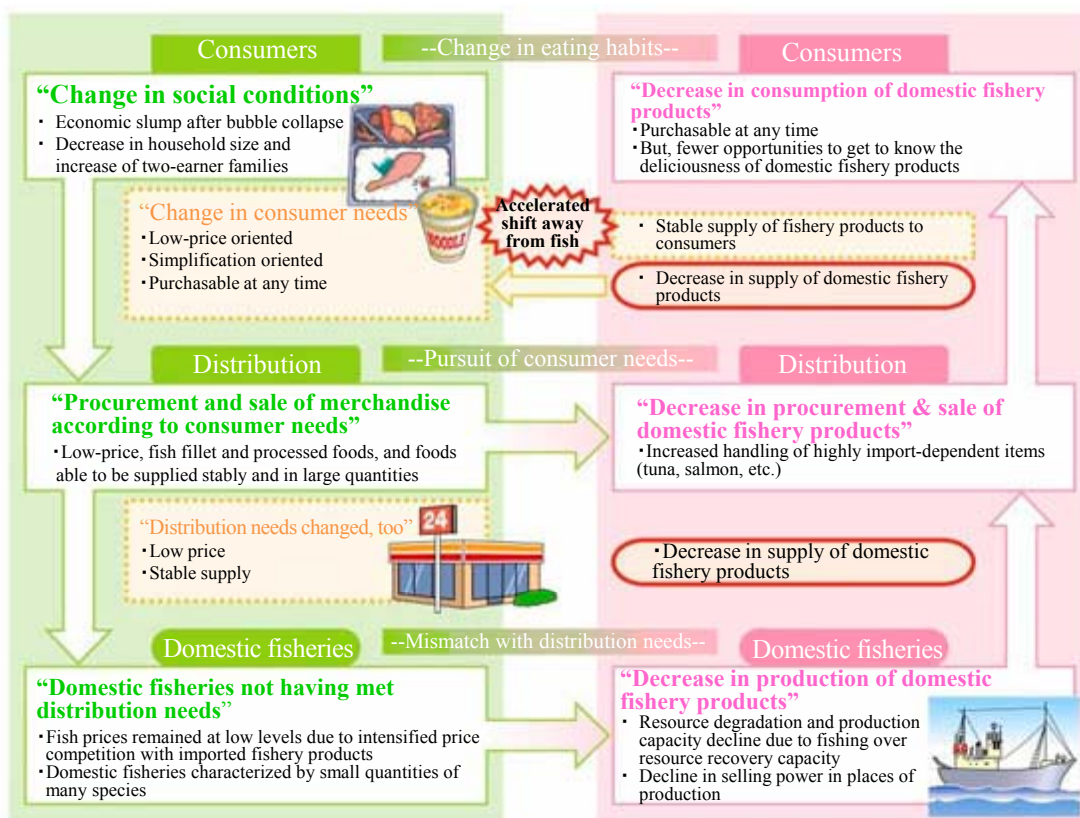 Consumers
--Change in eating habits--
Consumers
“Change in social conditions”
・ Economic slump after bubble collapse
・ Decrease in household size and
increase of two-earner families
“Decrease in consumption of domestic fishery
products”
・Purchasable at any time
・But, fewer opportunities to get to know the
deliciousness of domestic fishery products
“Change in consumer needs”
・Low-price oriented
・Simplification oriented
・Purchasable at any time
NOODLE
Accelerated
shift away
from fish
・ Stable supply of fishery products to
consumers
・ Decrease in supply of domestic fishery
products
Distribution
--Pursuit of consumer needs--
Distribution
“Procurement and sale of merchandise
according to consumer needs”
・Low-price, fish fillet and processed foods, and foods
able to be supplied stably and in large quantities
“Decrease in procurement & sale of
domestic fishery products”
・Increased handling of highly import-dependent items
(tuna, salmon, etc.)
“Distribution needs changed, too”
・Low price
・Stable supply
24
・Decrease in supply of domestic
fishery products
Domestic fisheries
--Mismatch with distribution needs--
Domestic fisheries
“Domestic fisheries not having met
distribution needs”
・Fish prices remained at low levels due to intensified price
competition with imported fishery products
・Domestic fisheries characterized by small quantities of
many species
“Decrease in production of domestic
fishery products”
・ Resource degradation and production
capacity decline due to fishing over
resource recovery capacity
・ Decline in selling power in places of
production